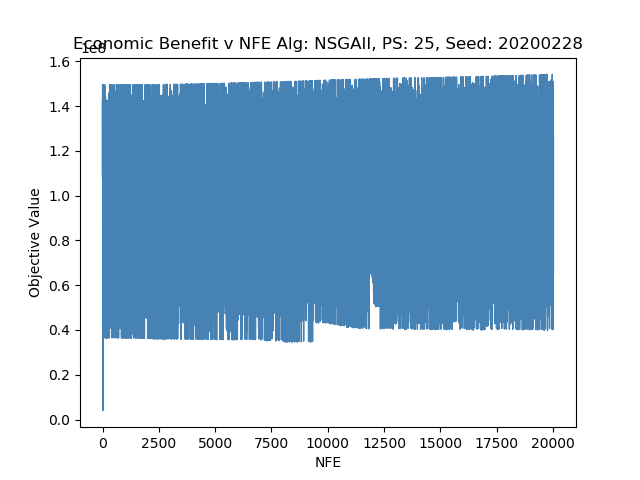 Economic Benefit v NFE Alg: NSGAII, PS: 25, Seed: 20200228
1e8
1.6
1.4
1.2
1.0
0.8
0.6
0.4
0.2
0.0
Objective Value
0 2500 5000 7500 10000 12500 15000 17500 20000
NFE